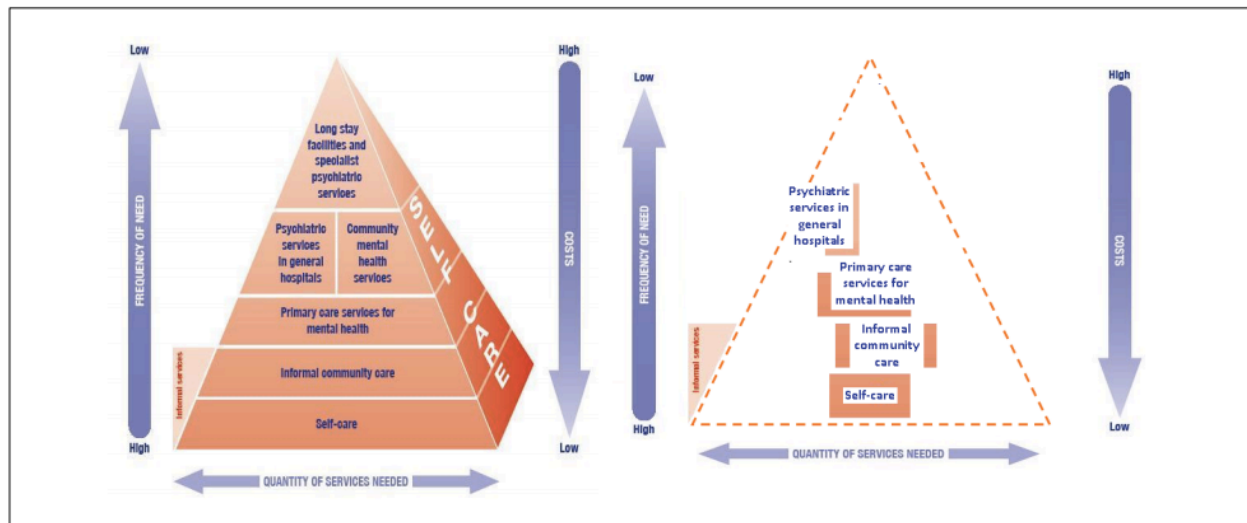 Low
High
Long stay
facilities and
specialist
psychiatric
services
FREQUENCY OF NEED
Psychiatric
services
in general
hospitals
Community
mental
health
services
SELF CARE
COSTS
Primary care services for
mental health
Informal services
Informal community care
Self-care
High
Low
QUANTITY OF SERVICES NEEDED
Low
High
FREQUENCY OF NEED
Psychiatric
services in
general
hospitals
COSTS
Primary care
services for
mental health
Informal services
Informal
community
care
Self-care
High
Low
QUANTITY OF SERVICES NEEDED